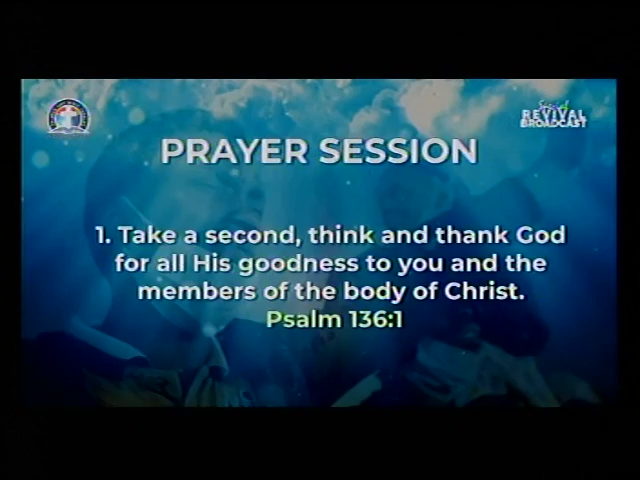 Special
REVIVAL
BROADCAST
PRAYER SESSION
1. Take a second, think and thank God
for all His goodness to you and the
members of the body of Christ.
Psalm 136:1